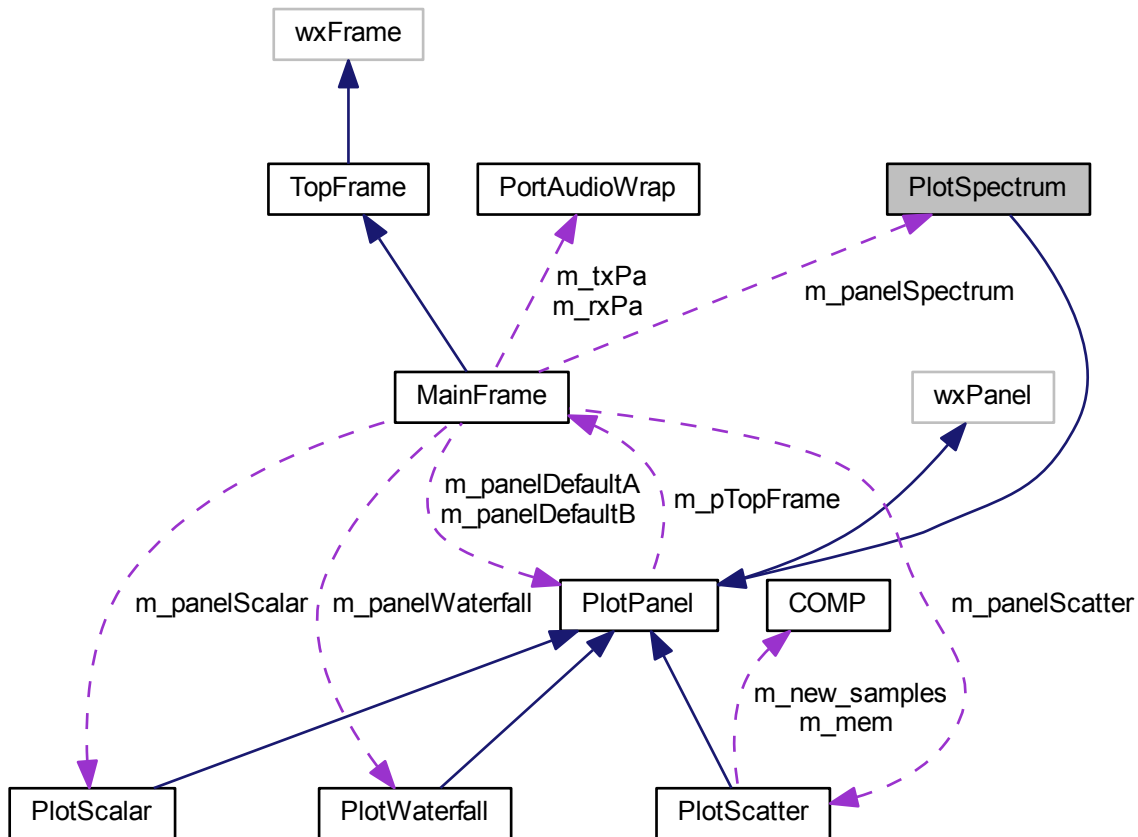 wxFrame
TopFrame
PortAudioWrap
PlotSpectrum
m_txPa
m_rxPa
m_panelSpectrum
MainFrame
wxPanel
m_panelDefaultA
m_panelDefaultB
m_pTopFrame
m_panelScalar
m_panelWaterfall
PlotPanel
COMP
m_panelScatter
m_new_samples
m_mem
PlotScalar
PlotWaterfall
PlotScatter